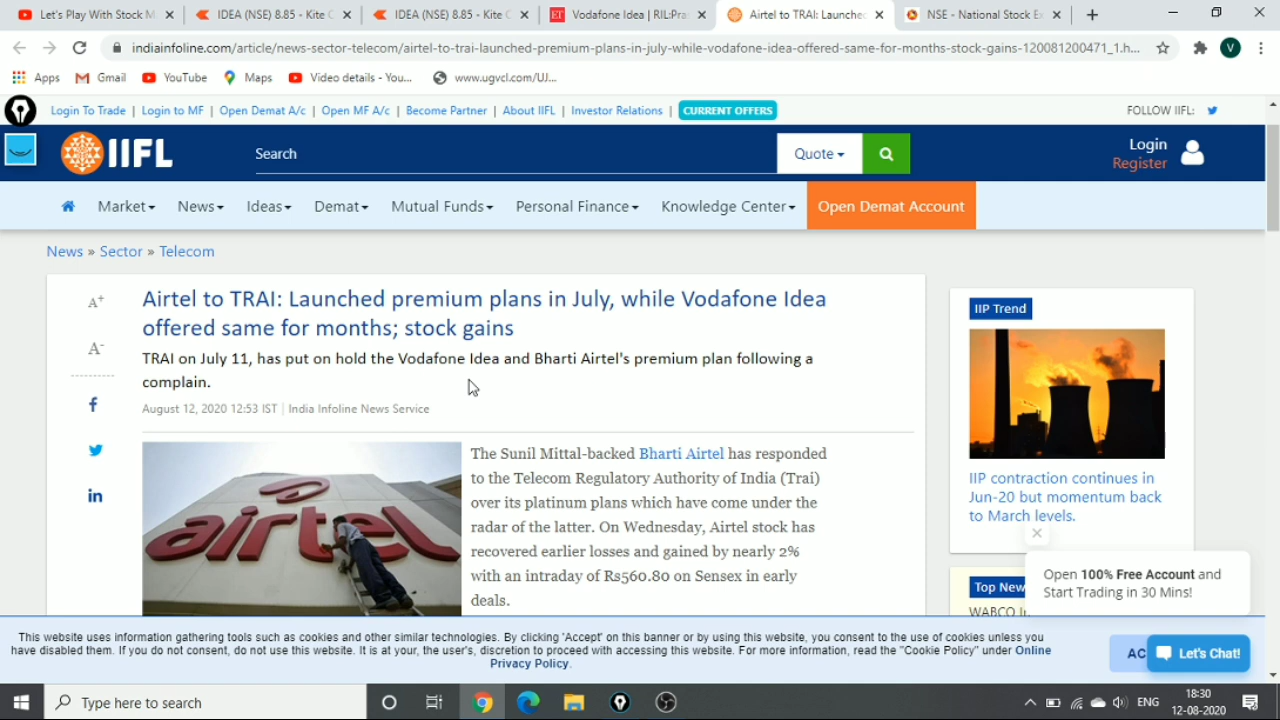 Let's Play With Stock M
IDEA (NSE) 8.85 - Kite C
IDEA (NSE) 8.85 - Kite C
Vodafone Idea | RIL:Pra
Airtel to TRAI: Launche
NSE - National Stock Ex
indiainfoline.com/article/news-sector-telecom/airtel-to-trai-launched-premium-plans-in-july-while-vodafone-idea-offered-same-for-months-stock-gains-120081200471_1.h...
V
Apps Gmail YouTube Maps Video details - You... www.ugvcl.com/UJ...
Login To Trade | Login to MF | Open Demat A/c | Open MF A/c | Become Partner | About IIFL | Investor Relations | CURRENT OFFERS
FOLLOW IIFL:
IIFL
Search
Quote
Login
Register
Market News Ideas Demat Mutual Funds Personal Finance Knowledge Center Open Demat Account
News » Sector » Telecom
A+
A-
Airtel to TRAI: Launched premium plans in July, while Vodafone Idea
offered same for months; stock gains
TRAI on July 11, has put on hold the Vodafone Idea and Bharti Airtel's premium plan following a
complain.
August 12, 2020 12:53 IST | India Infoline News Service
airtel
The Sunil Mittal-backed Bharti Airtel has responded
to the Telecom Regulatory Authority of India (Trai)
over its platinum plans which have come under the
radar of the latter. On Wednesday, Airtel stock has
recovered earlier losses and gained by nearly 2%
with an intraday of Rs560.80 on Sensex in early
deals.
IIP Trend
IIP contraction continues in
Jun-20 but momentum back
to March levels.
Top New
WABCO
Open 100% Free Account and
Start Trading in 30 Mins!
This website uses information gathering tools such as cookies and other similar technologies. By clicking 'Accept' on this banner or by using this website, you consent to the use of cookies unless you
have disabled them. If you do not consent, do not use this website. It is at your, the user's, discretion to proceed with accessing this website. For more information, read the "Cookie Policy" under Online
Privacy Policy.
AC
Let's Chat!
Type here to search
ENG
18:30
12-08-2020